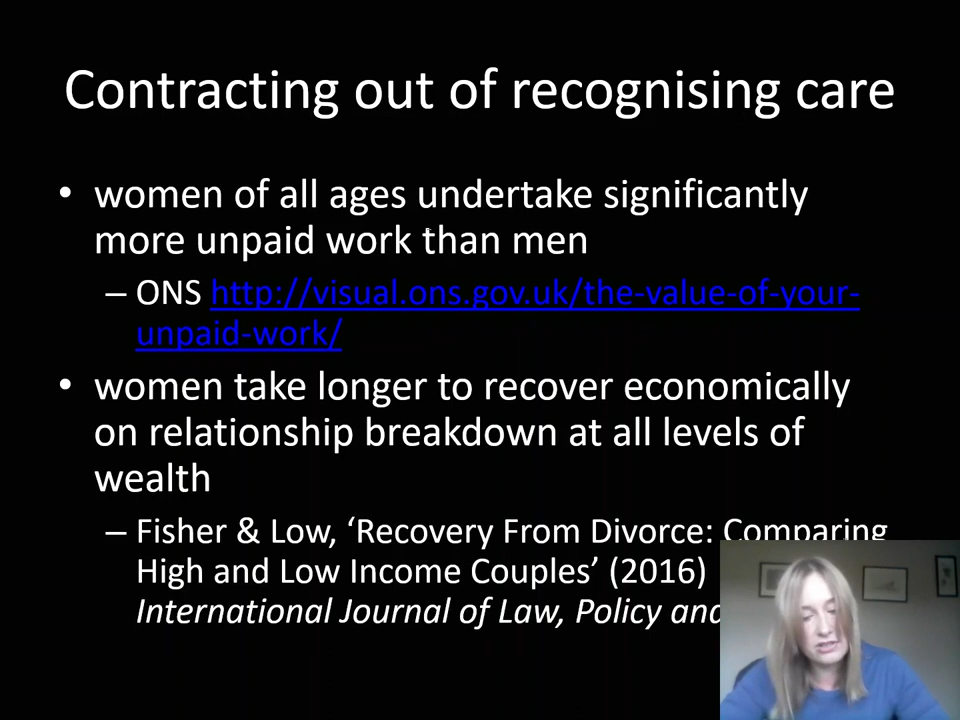 Contracting out of recognising care
• women of all ages undertake significantly
more unpaid work than men
– ONS http://visual.ons.gov.uk/the-value-of-your-
unpaid-work/
• women take longer to recover economically
on relationship breakdown at all levels of
wealth
– Fisher & Low, ‘Recovery From Divorce: Comparing
High and Low Income Couples’ (2016)
International Journal of Law, Policy and